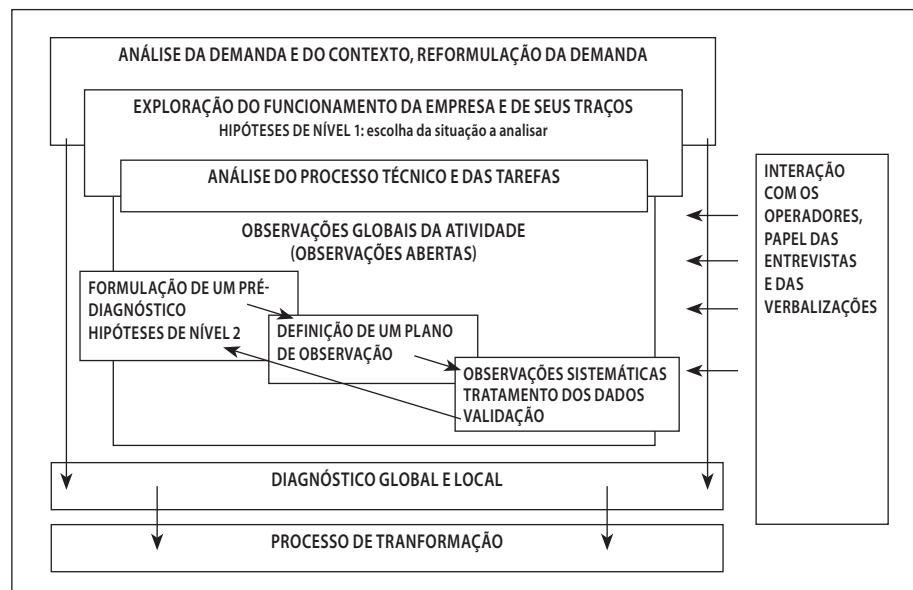 ANÁLISE DA DEMANDA E DO CONTEXTO, REFORMULAÇÃO DA DEMANDA
EXPLORAÇÃO DO FUNCIONAMENTO DA EMPRESA E DE SEUS TRAÇOS
HIPÓTESES DE NÍVEL 1: escolha da situação a analisar
ANÁLISE DO PROCESSO TÉCNICO E DAS TAREFAS
OBSERVAÇÕES GLOBAIS DA ATIVIDADE
(OBSERVAÇÕES ABERTAS)
FORMULAÇÃO DE UM PRÉ-
DIAGNÓSTICO
HIPÓTESES DE NÍVEL 2
DEFINIÇÃO DE UM PLANO
DE OBSERVAÇÃO
OBSERVAÇÕES SISTEMÁTICAS
TRATAMENTO DOS DADOS
VALIDAÇÃO
INTERAÇÃO
COM OS
OPERADORES,
PAPEL DAS
ENTREVISTAS
E DAS
VERBALIZAÇÕES
DIAGNÓSTICO GLOBAL E LOCAL
PROCESSO DE TRANFORMAÇÃO